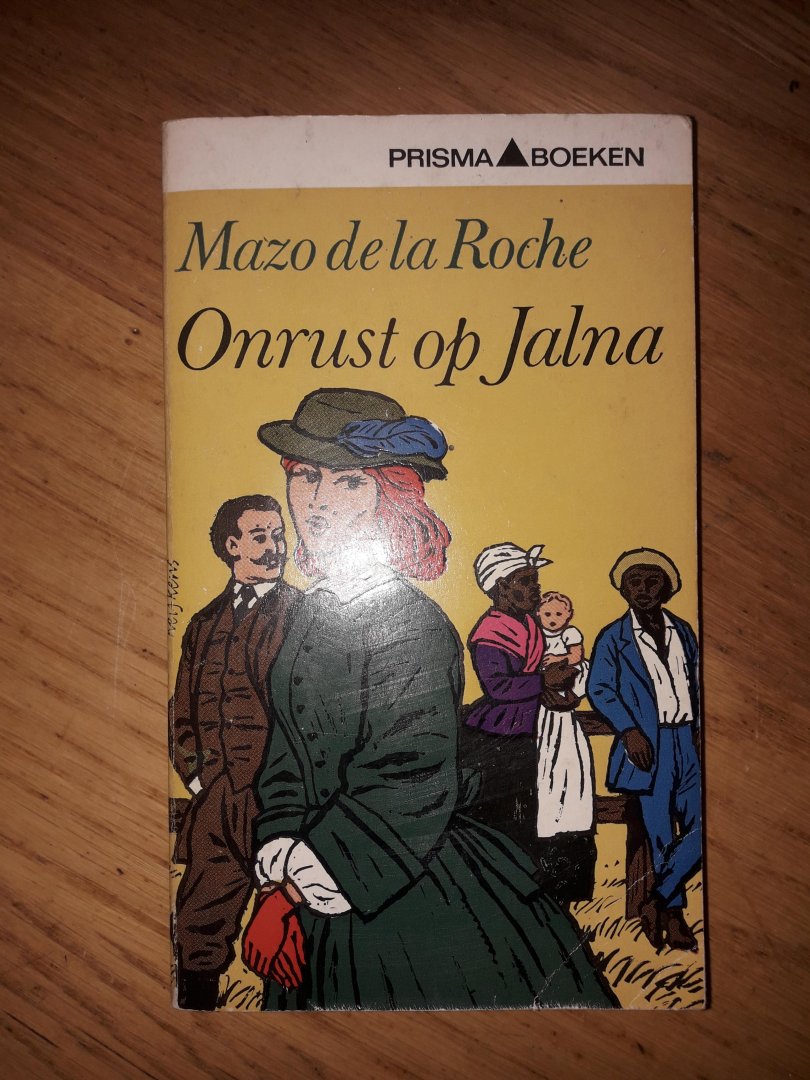 PRISMA BOEKEN
Mazo de la Roche
Onrust op Jalna